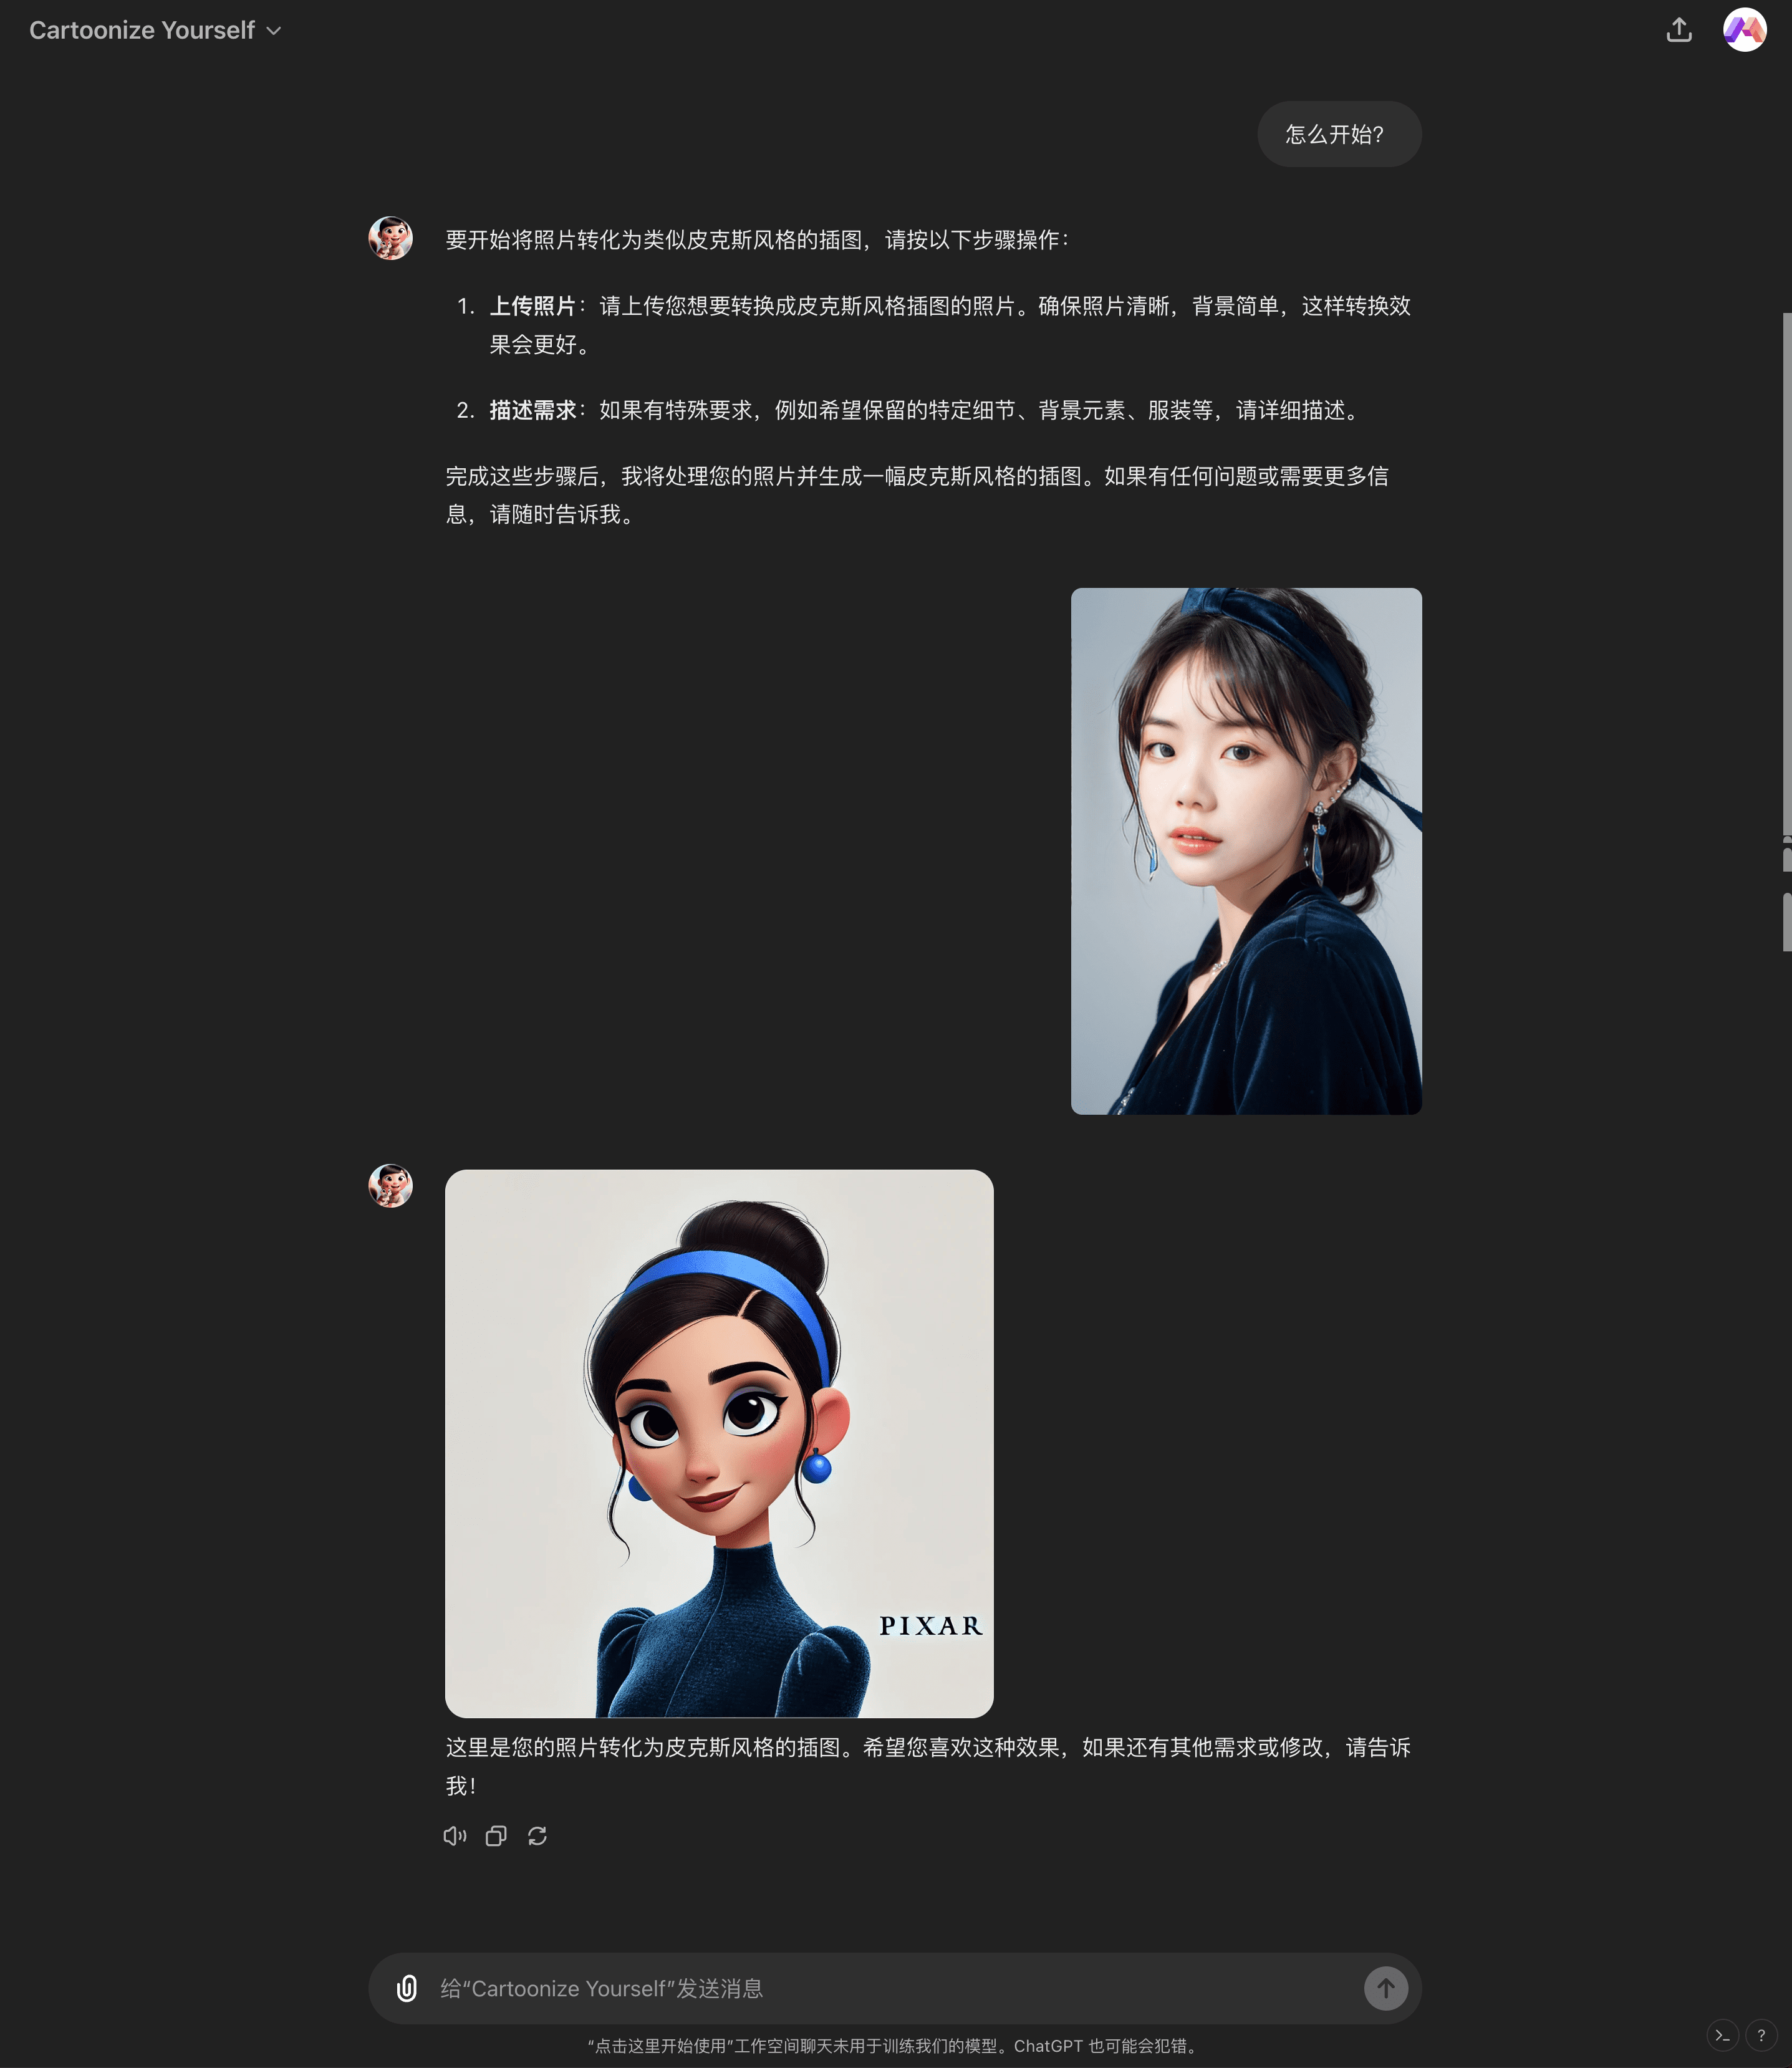 Cartoonize Yourself
怎么开始?
要开始将照片转化为类似皮克斯风格的插图，请按以下步骤操作：
1. 上传照片：请上传您想要转换成皮克斯风格插图的照片。确保照片清晰，背景简单，这样转换效
果会更好。
2. 描述需求：如果有特殊要求，例如希望保留的特定细节、背景元素、服装等，请详细描述。
完成这些步骤后，我将处理您的照片并生成一幅皮克斯风格的插图。如果有任何问题或需要更多信
息，请随时告诉我。
PIXAR
这里是您的照片转化为皮克斯风格的插图。希望您喜欢这种效果，如果还有其他需求或修改，请告诉
我！
给“Cartoonize Yourself”发送消息
“点击这里开始使用”工作空间聊天未用于训练我们的模型。ChatGPT 也可能会犯错。
?